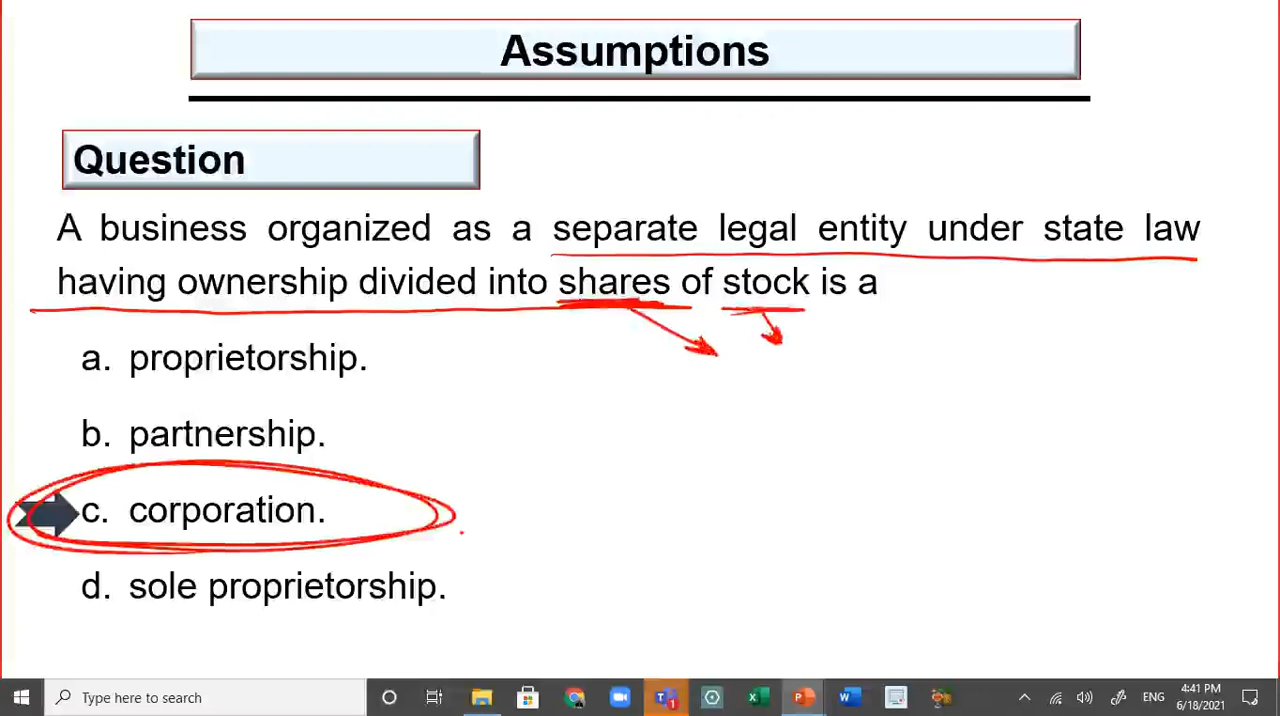 Assumptions
Question
A business organized as a separate legal entity under state law
having ownership divided into shares of stock is a
a. proprietorship.
b. partnership.
c. corporation.
d. sole proprietorship.
Type here to search
ENG
4:41 PM
6/18/2021